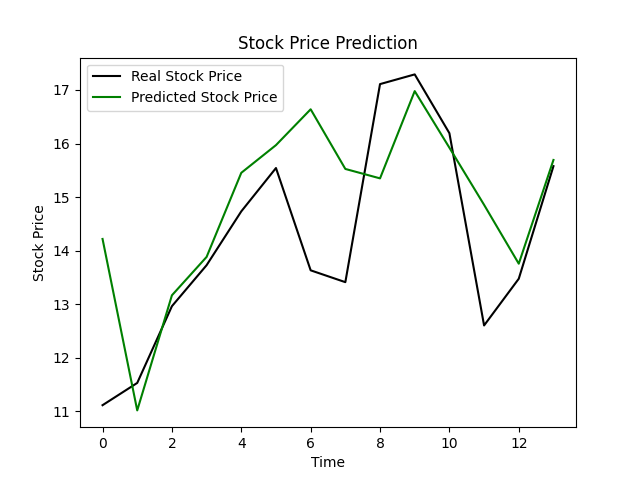 Stock Price Prediction
Real Stock Price
Predicted Stock Price
Stock Price
17
16
15
14
13
12
11
0 2 4 6 8 10 12
Time